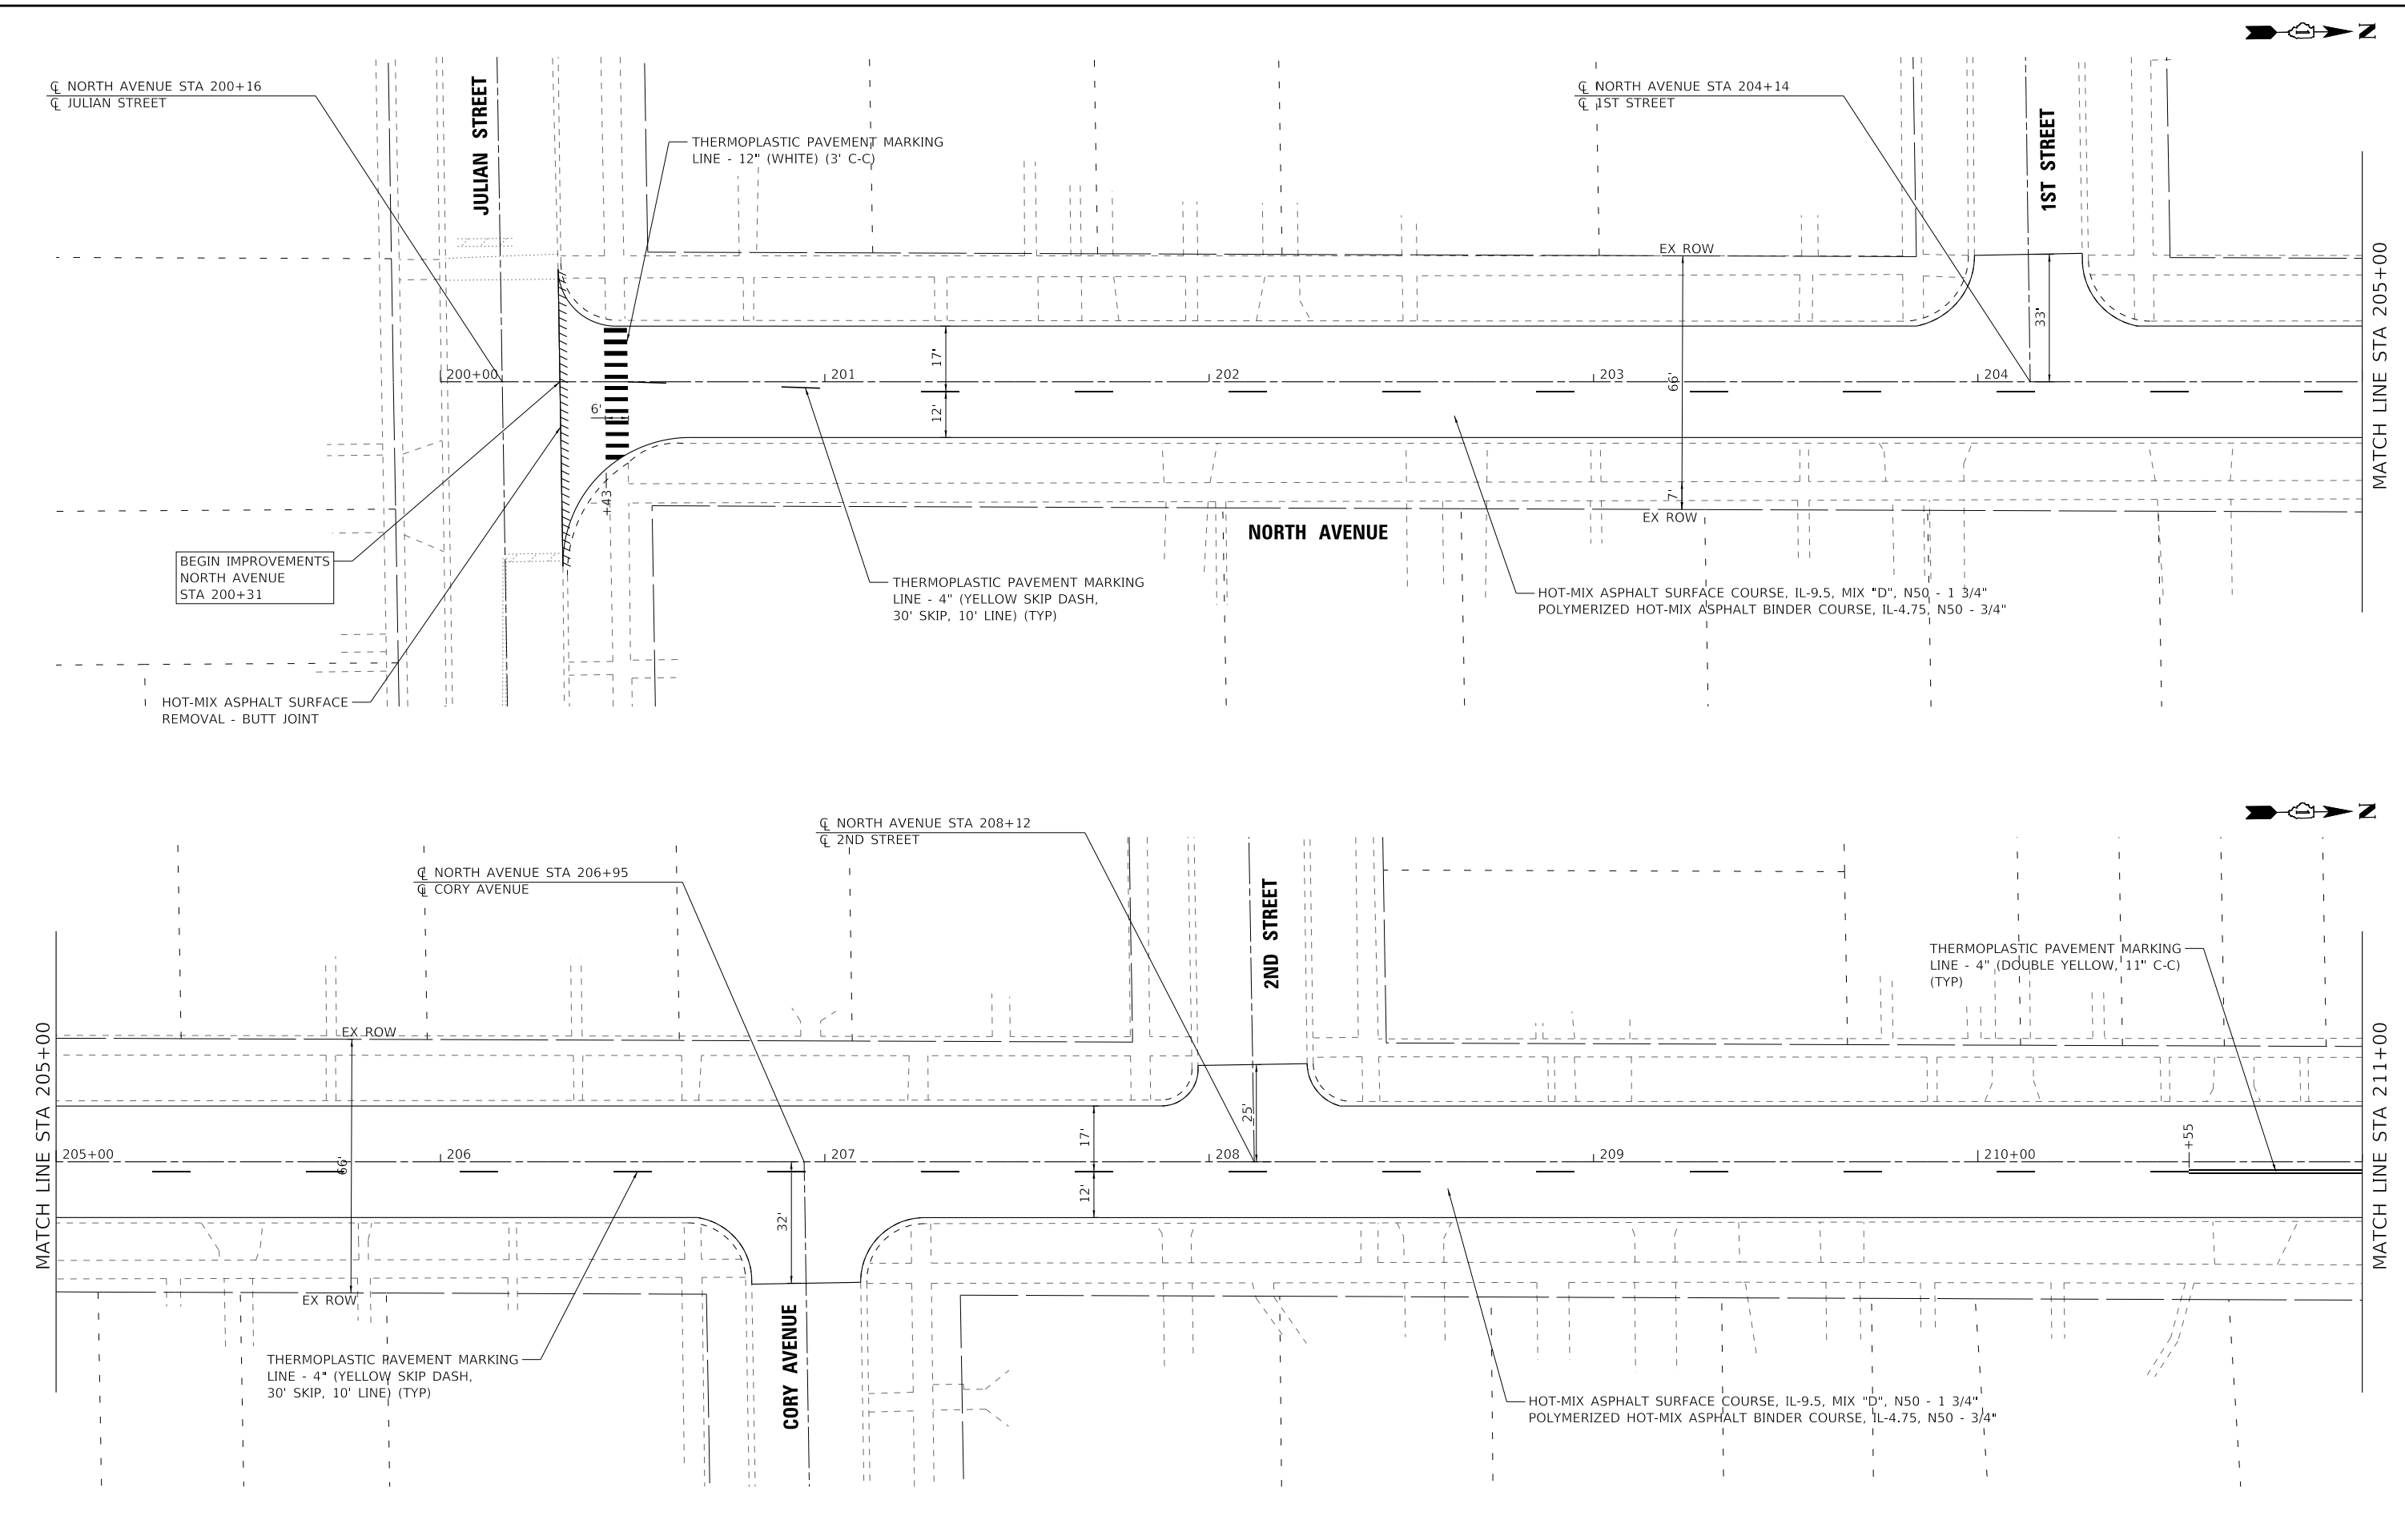 N
℄ NORTH AVENUE STA 200+16
℄ JULIAN STREET
JULIAN STREET
THERMOPLASTIC PAVEMENT MARKING
LINE - 12" (WHITE) (3' C-C)
℄ NORTH AVENUE STA 204+14
℄ 1ST STREET
1ST STREET
EX ROW
MATCH LINE STA 205+00
33'
17'
200+00
201
202
203
204
66'
6'
12'
+43
7'
EX ROW
NORTH AVENUE
BEGIN IMPROVEMENTS
NORTH AVENUE
STA 200+31
THERMOPLASTIC PAVEMENT MARKING
LINE - 4" (YELLOW SKIP DASH,
30' SKIP, 10' LINE) (TYP)
HOT-MIX ASPHALT SURFACE COURSE, IL-9.5, MIX "D", N50 - 1 3/4"
POLYMERIZED HOT-MIX ASPHALT BINDER COURSE, IL-4.75, N50 - 3/4"
HOT-MIX ASPHALT SURFACE
REMOVAL - BUTT JOINT
N
℄ NORTH AVENUE STA 208+12
℄ 2ND STREET
℄ NORTH AVENUE STA 206+95
℄ CORY AVENUE
2ND STREET
THERMOPLASTIC PAVEMENT MARKING
LINE - 4" (DOUBLE YELLOW, 11" C-C)
(TYP)
MATCH LINE STA 205+00
EX ROW
MATCH LINE STA 211+00
25'
17'
+55
205+00
206
207
208
209
210+00
66'
12'
32'
EX ROW
CORY AVENUE
THERMOPLASTIC PAVEMENT MARKING
LINE - 4" (YELLOW SKIP DASH,
30' SKIP, 10' LINE) (TYP)
HOT-MIX ASPHALT SURFACE COURSE, IL-9.5, MIX "D", N50 - 1 3/4"
POLYMERIZED HOT-MIX ASPHALT BINDER COURSE, IL-4.75, N50 - 3/4"